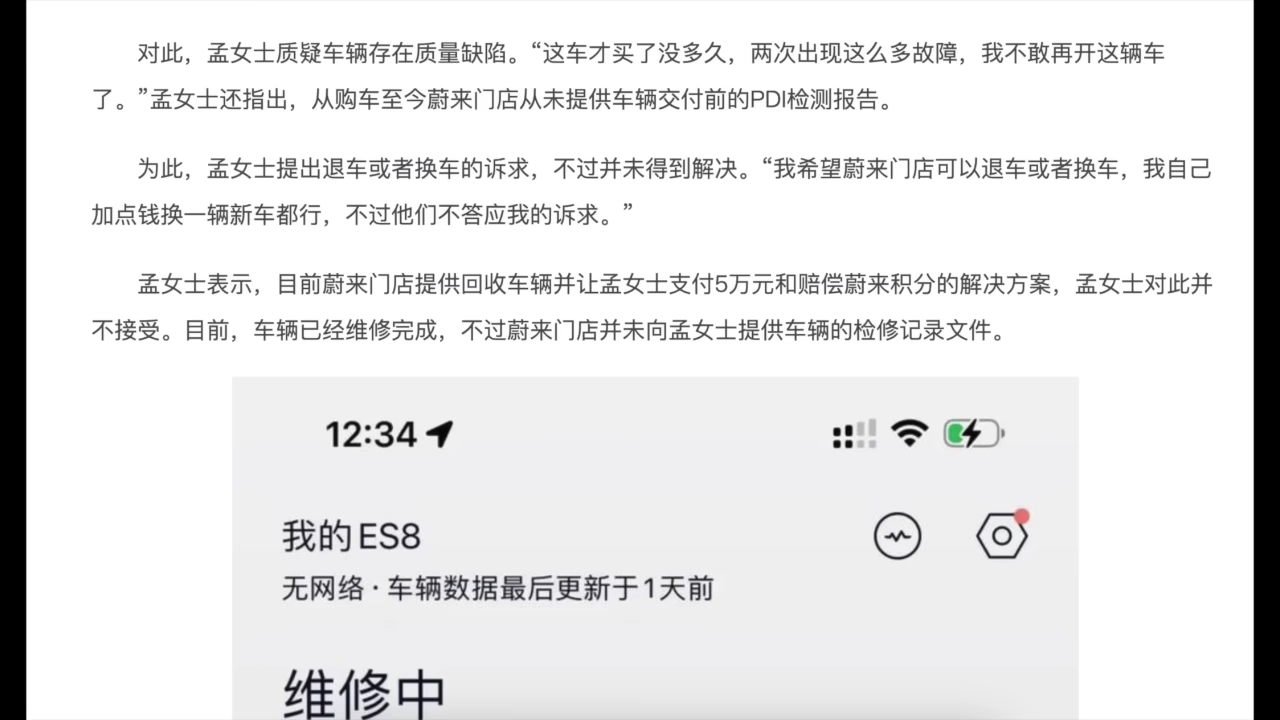 对此，孟女士质疑车辆存在质量缺陷。“这车才买了没多久，两次出现这么多故障，我不敢再开这辆车
了。”孟女士还指出，从购车至今蔚来门店从未提供车辆交付前的PDI检测报告。
为此，孟女士提出退车或者换车的诉求，不过并未得到解决。“我希望蔚来门店可以退车或者换车，我自己
加点钱换一辆新车都行，不过他们不答应我的诉求。”
孟女士表示，目前蔚来门店提供回收车辆并让孟女士支付5万元和赔偿蔚来积分的解决方案，孟女士对此并
不接受。目前，车辆已经维修完成，不过蔚来门店并未向孟女士提供车辆的检修记录文件。
12:34
我的ES8
无网络·车辆数据最后更新于1天前
维修中